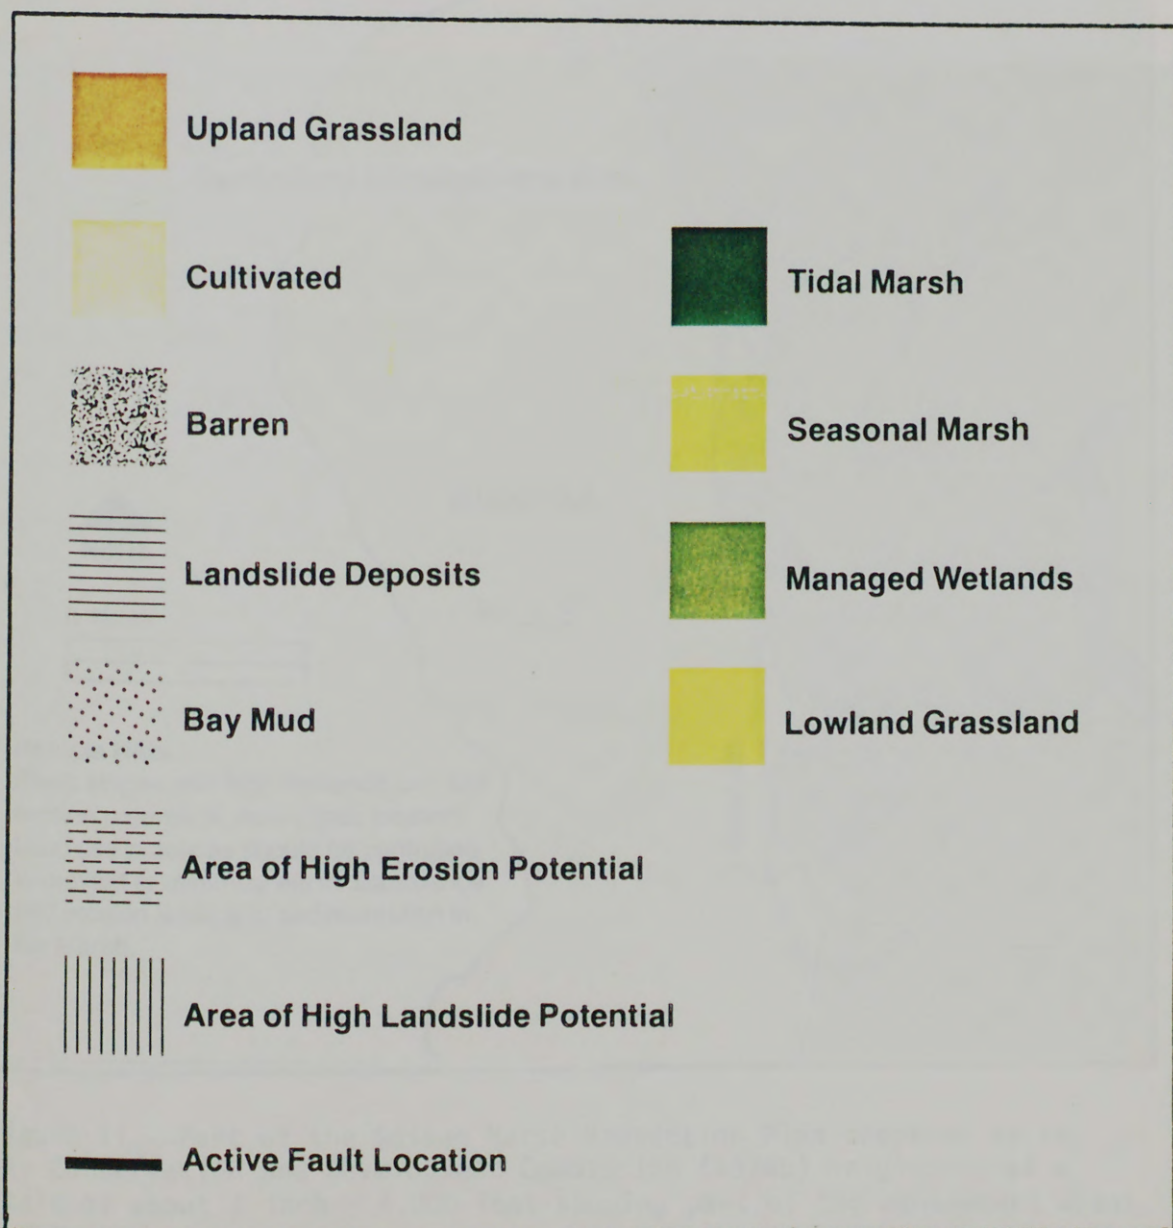 Upland Grassland
Cultivated
Barren
Landslide Deposits
Bay Mud
Area of High Erosion Potential
Area of High Landslide Potential
Active Fault Location
Tidal Marsh
Seasonal Marsh
Managed Wetlands
Lowland Grassland